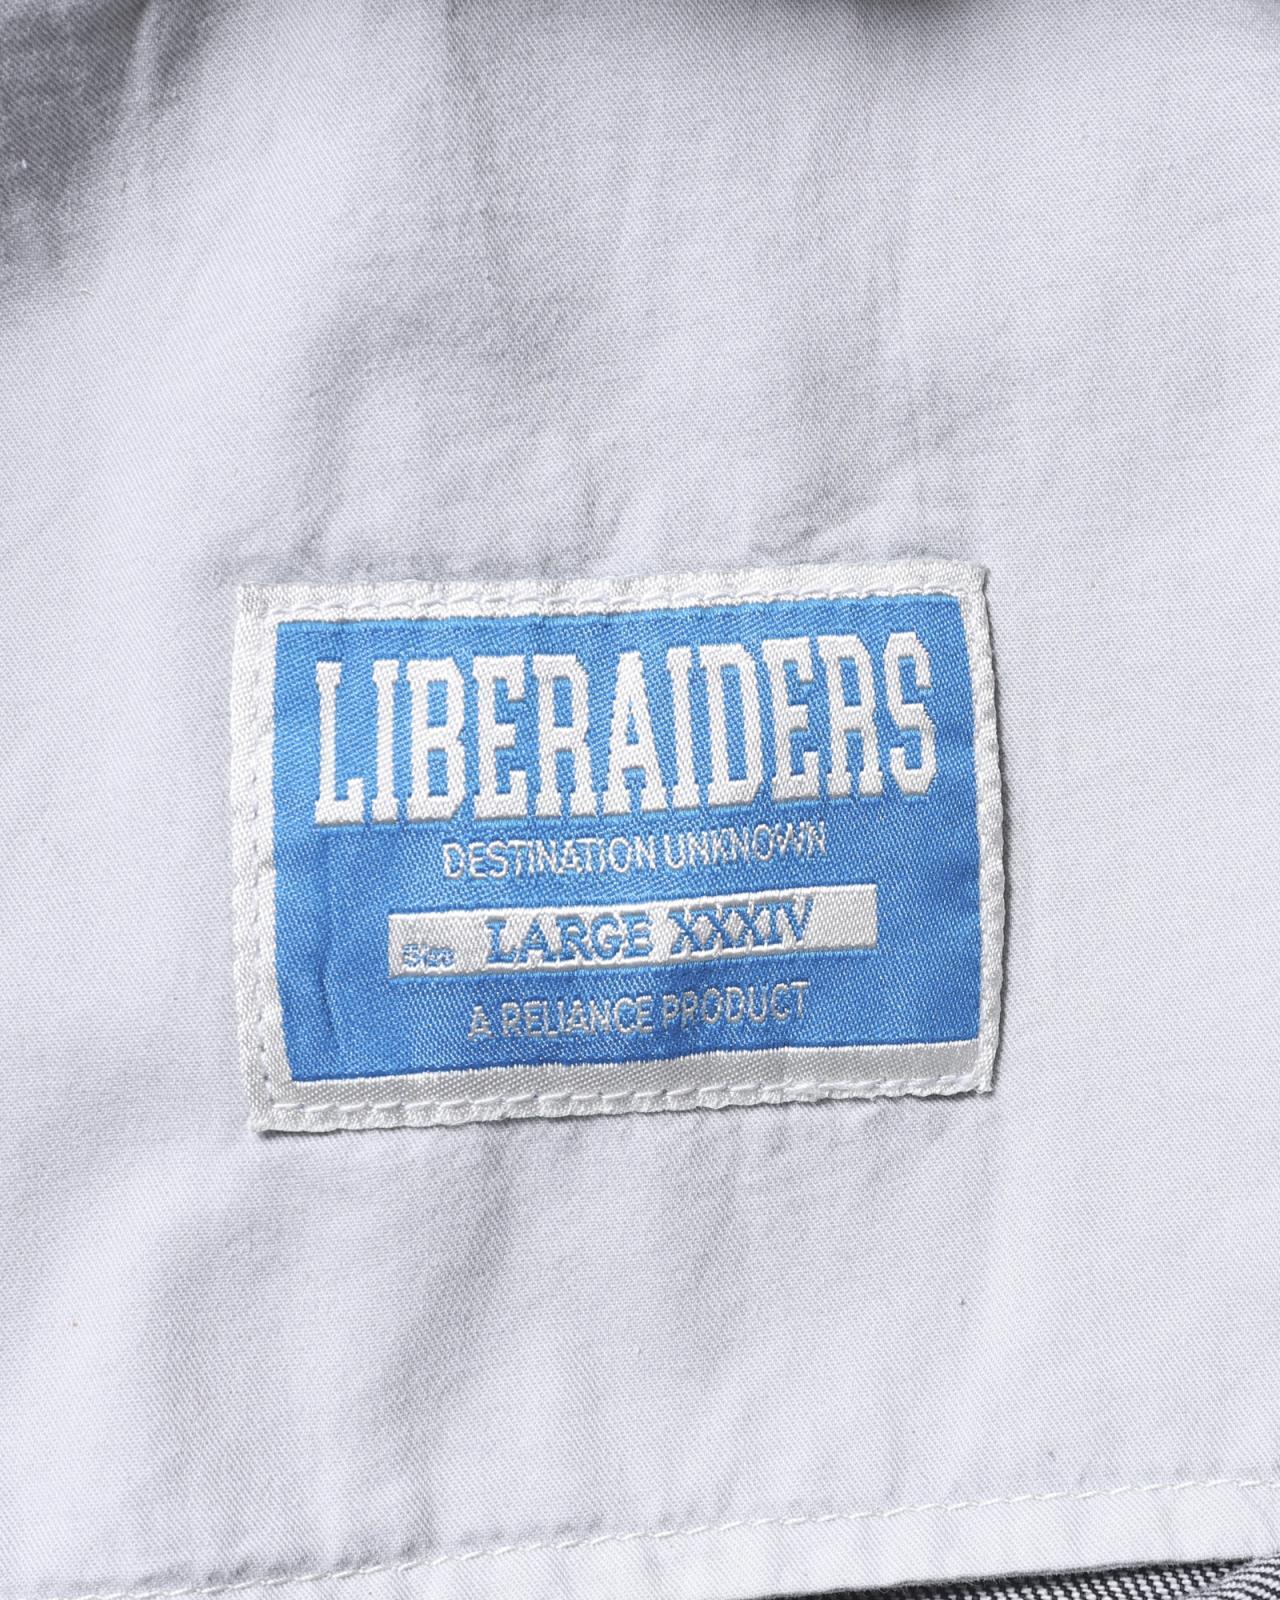 LIBERAIDERS
DESTINATION UNKNOWN
Size LARGE XXXIV
A RELIANCE PRODUCT